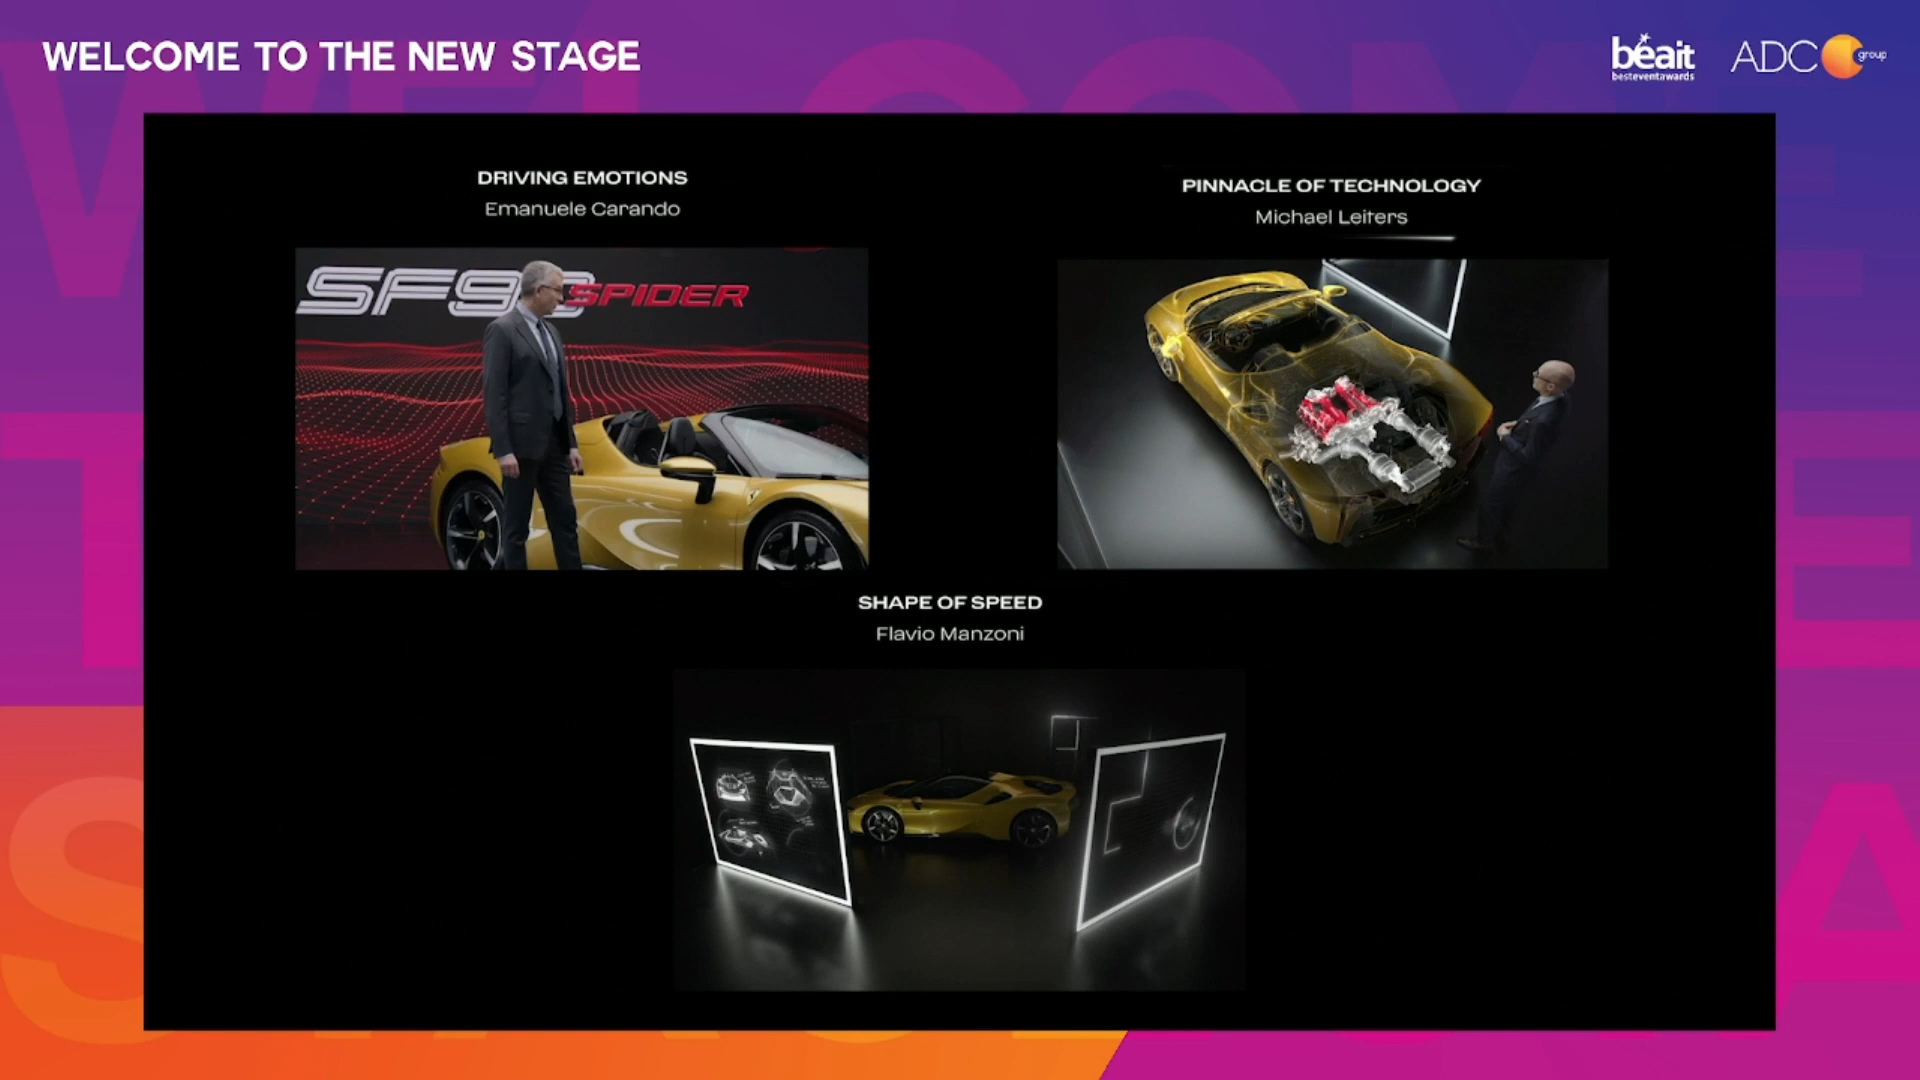 WELCOME TO THE NEW STAGE
béait
besteventawards
ADC group
DRIVING EMOTIONS
Emanuele Carando
PINNACLE OF TECHNOLOGY
Michael Leiters
SF90 SPIDER
SHAPE OF SPEED
Flavio Manzoni